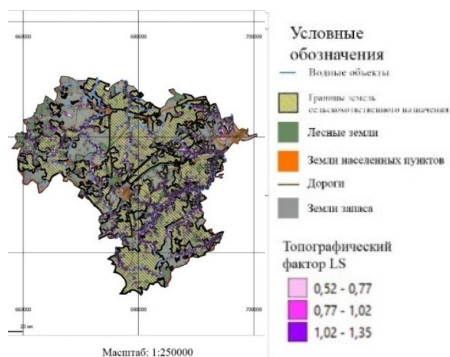 660000
680000
700000
Условные
обозначения
Водные объекты
Границы земель
сельскохозяйственного назначения
Лесные земли
Земли населенных пунктов
Дороги
Земли запаса
Топографический
фактор LS
0,52 - 0,77
0,77 - 1,02
1,02 - 1,35
660000
680000
700000
Масштаб: 1:250000